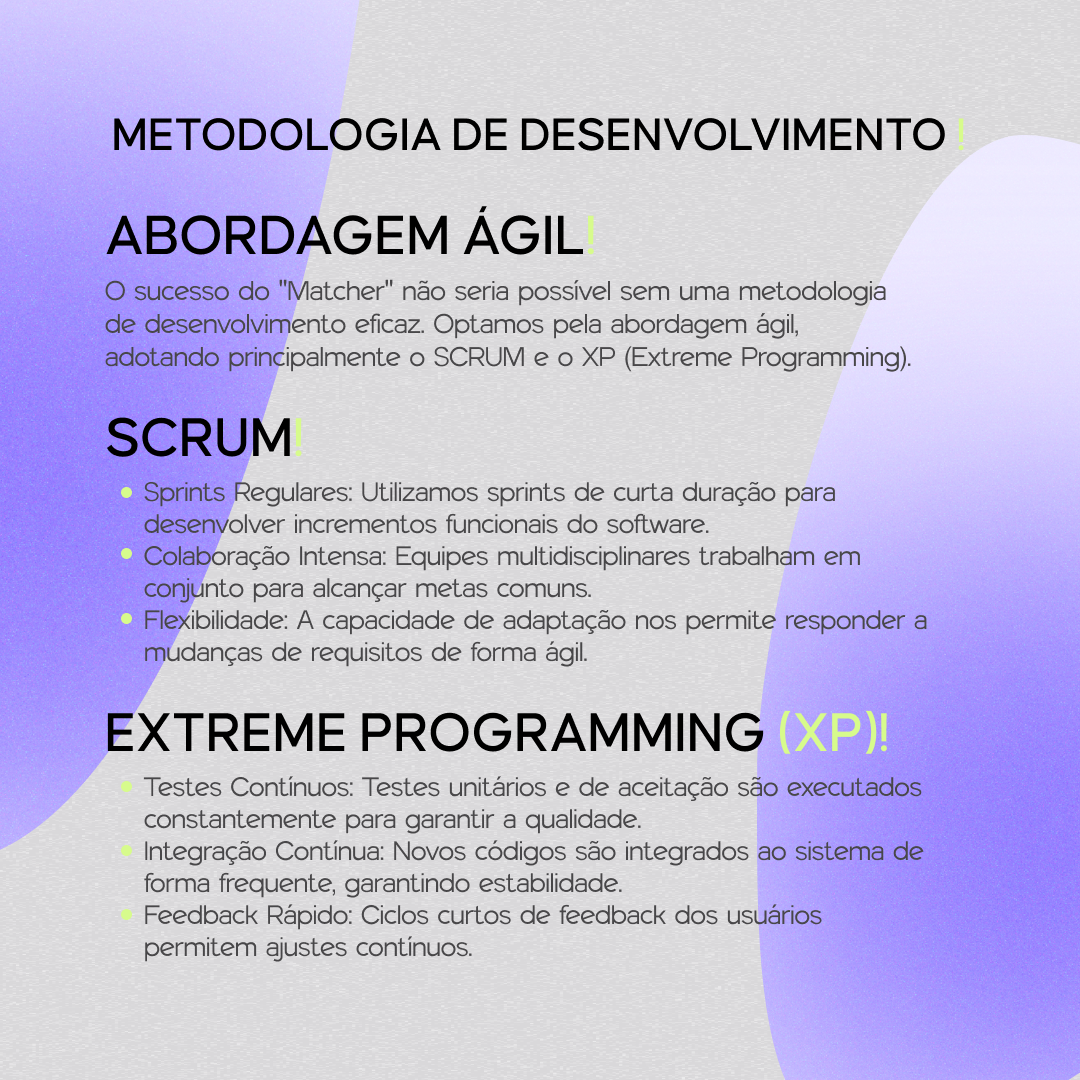 METODOLOGIA DE DESENVOLVIMENTO !
ABORDAGEM ÁGIL!
O sucesso do "Matcher" não seria possível sem uma metodologia
de desenvolvimento eficaz. Optamos pela abordagem ágil,
adotando principalmente o SCRUM e o XP (Extreme Programming).
SCRUM!
• Sprints Regulares: Utilizamos sprints de curta duração para
desenvolver incrementos funcionais do software.
• Colaboração Intensa: Equipes multidisciplinares trabalham em
conjunto para alcançar metas comuns.
• Flexibilidade: A capacidade de adaptação nos permite responder a
mudanças de requisitos de forma ágil.
EXTREME PROGRAMMING (XP)!
• Testes Contínuos: Testes unitários e de aceitação são executados
constantemente para garantir a qualidade.
• Integração Contínua: Novos códigos são integrados ao sistema de
forma frequente, garantindo estabilidade.
• Feedback Rápido: Ciclos curtos de feedback dos usuários
permitem ajustes contínuos.